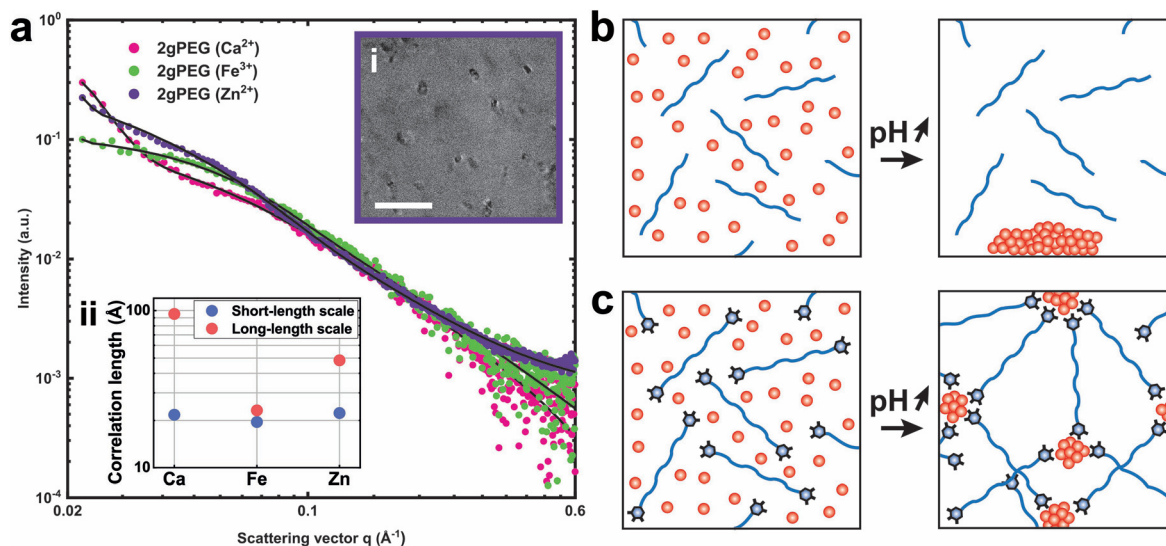 a
10⁰
10⁻¹
10⁻²
10⁻³
10⁻⁴
Intensity (a.u.)
2gPEG (Ca²⁺)
2gPEG (Fe³⁺)
2gPEG (Zn²⁺)
i
ii
100
10
Correlation length (Å)
Short-length scale
Long-length scale
Ca Fe Zn
0.02 0.1 0.6
Scattering vector q (Å⁻¹)
b
pH
c
pH